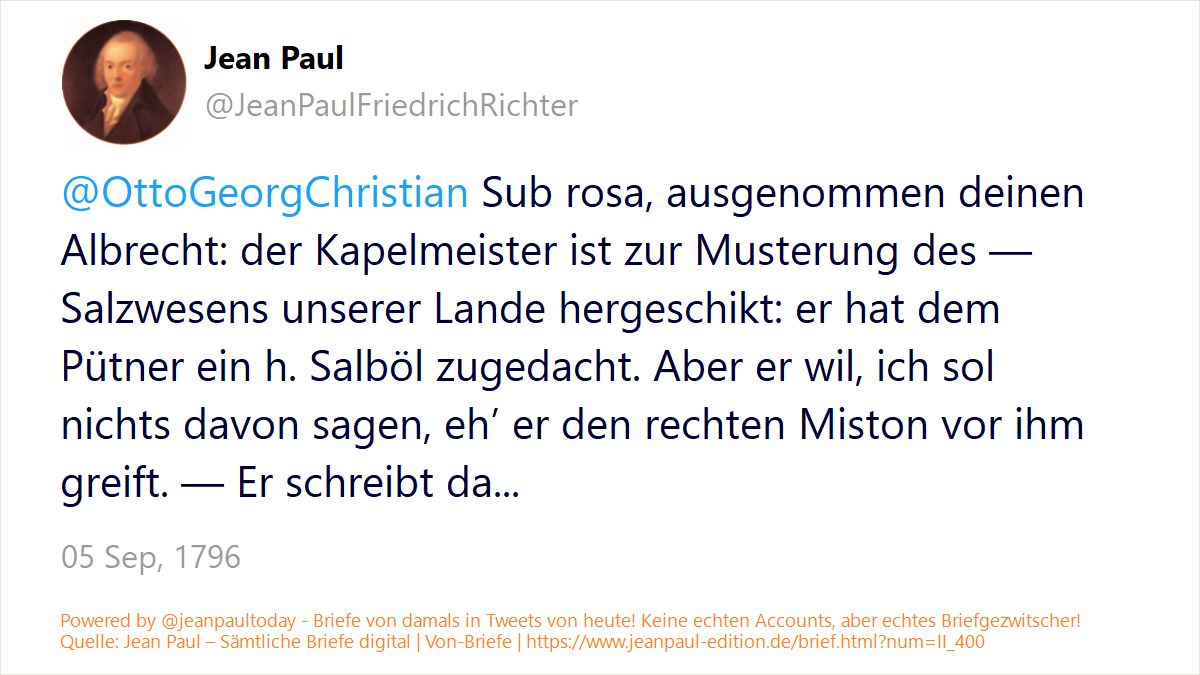 Jean Paul
@JeanPaulFriedrichRichter
@OttoGeorgChristian Sub rosa, ausgenommen deinen
Albrecht: der Kapelmeister ist zur Musterung des —
Salzwesens unserer Lande hergeschikt: er hat dem
Pütner ein h. Salböl zugedacht. Aber er wil, ich sol
nichts davon sagen, eh’ er den rechten Miston vor ihm
greift. — Er schreibt da...
05 Sep, 1796
Powered by @jeanpaultoday - Briefe von damals in Tweets von heute! Keine echten Accounts, aber echtes Briefgezwitscher!
Quelle: Jean Paul – Sämtliche Briefe digital | Von-Briefe | https://www.jeanpaul-edition.de/brief.html?num=II_400